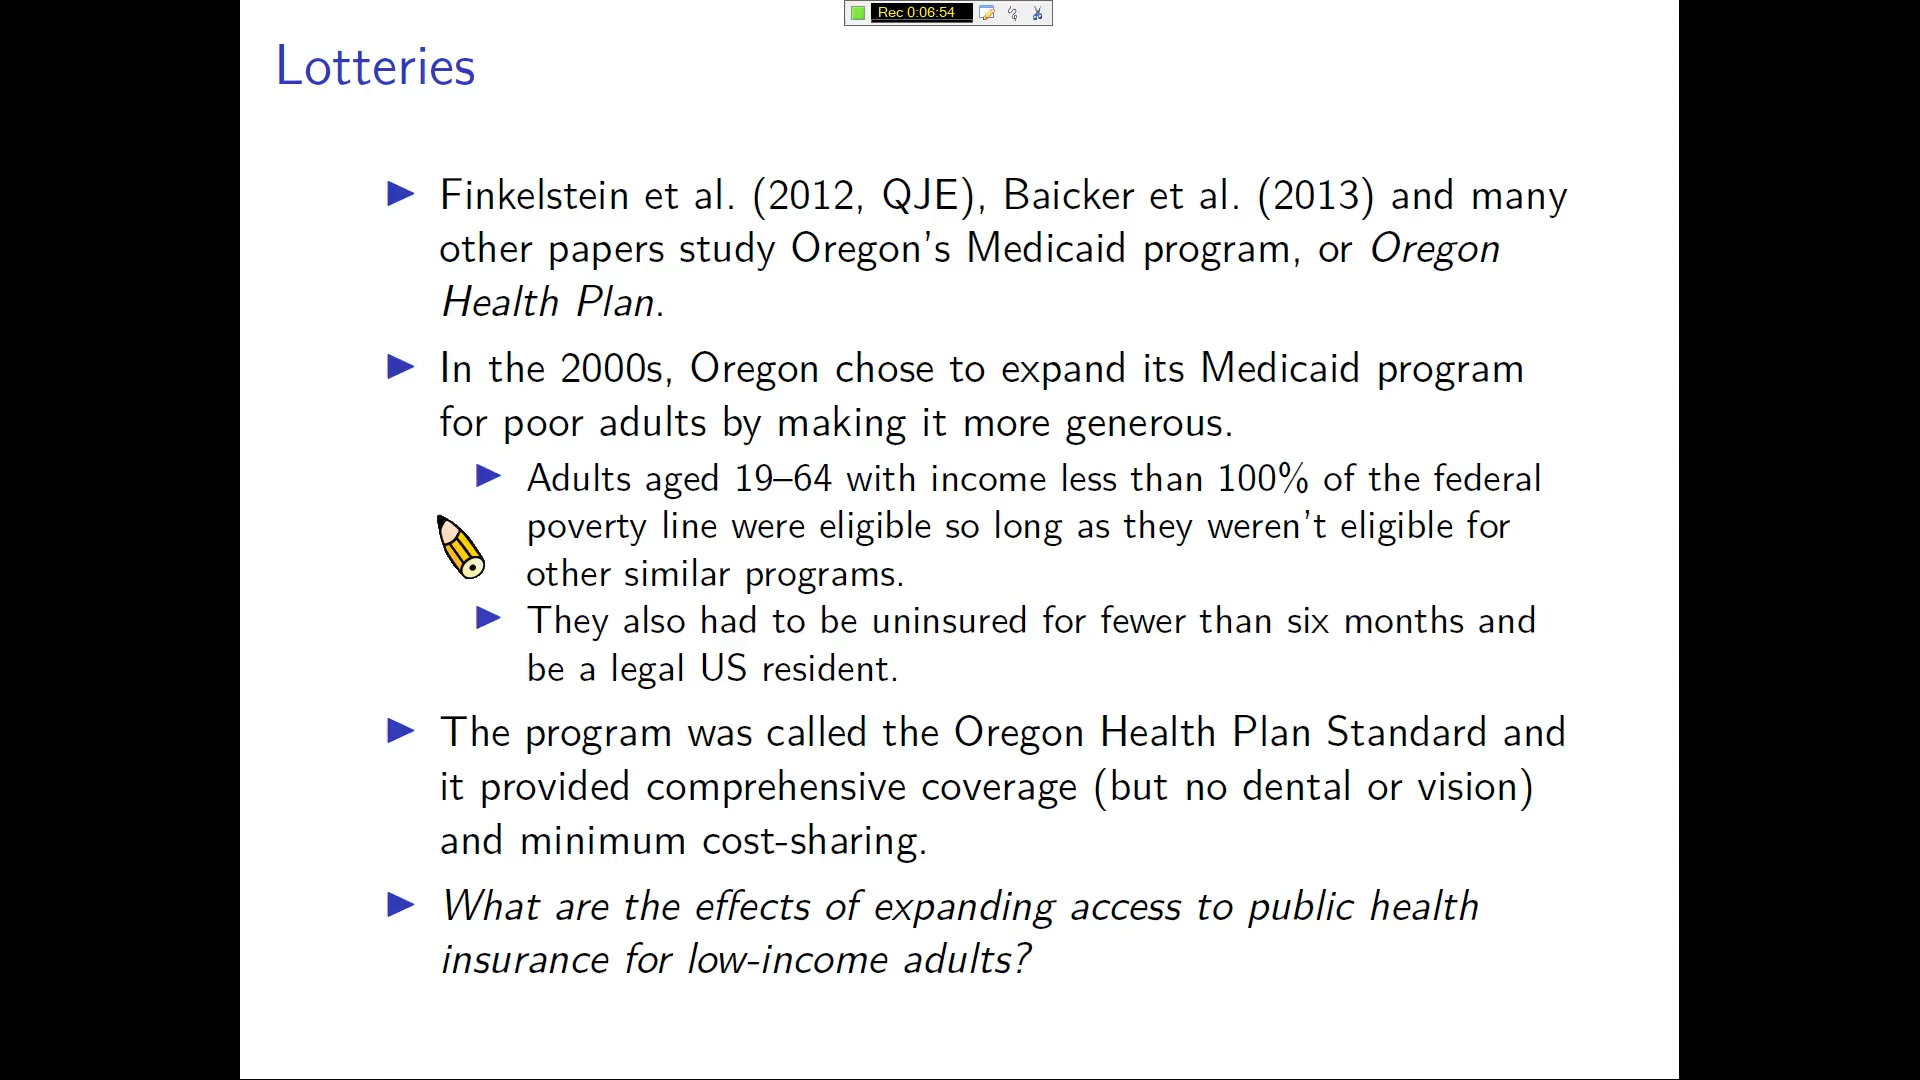 Rec 0:06:54
Lotteries
Finkelstein et al. (2012, QJE), Baicker et al. (2013) and many
other papers study Oregon's Medicaid program, or Oregon
Health Plan.
In the 2000s, Oregon chose to expand its Medicaid program
for poor adults by making it more generous.
Adults aged 19–64 with income less than 100% of the federal
poverty line were eligible so long as they weren't eligible for
other similar programs.
They also had to be uninsured for fewer than six months and
be a legal US resident.
The program was called the Oregon Health Plan Standard and
it provided comprehensive coverage (but no dental or vision)
and minimum cost-sharing.
What are the effects of expanding access to public health
insurance for low-income adults?